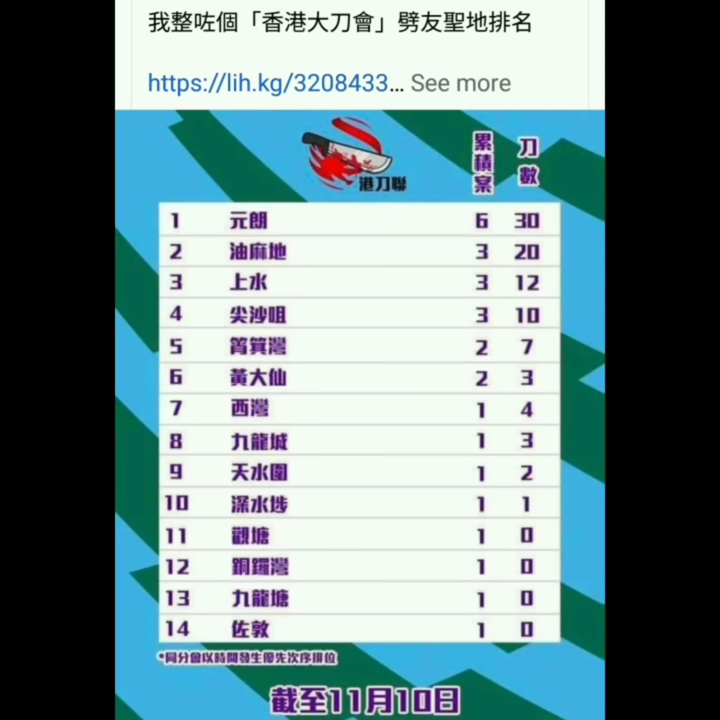 我整咗個「香港大刀會」劈友聖地排名
https://lih.kg/3208433... See more
港刀聯
累積案 刀數
1 元朗 6 30
2 油麻地 3 20
3 上水 3 12
4 尖沙咀 3 10
5 筲箕灣 2 7
6 黃大仙 2 3
7 西灣 1 4
8 九龍城 1 3
9 天水圍 1 2
10 深水埗 1 1
11 觀塘 1 0
12 銅鑼灣 1 0
13 九龍塘 1 0
14 佐敦 1 0
*同分會以時間發生優先次序排位
截至11月10日